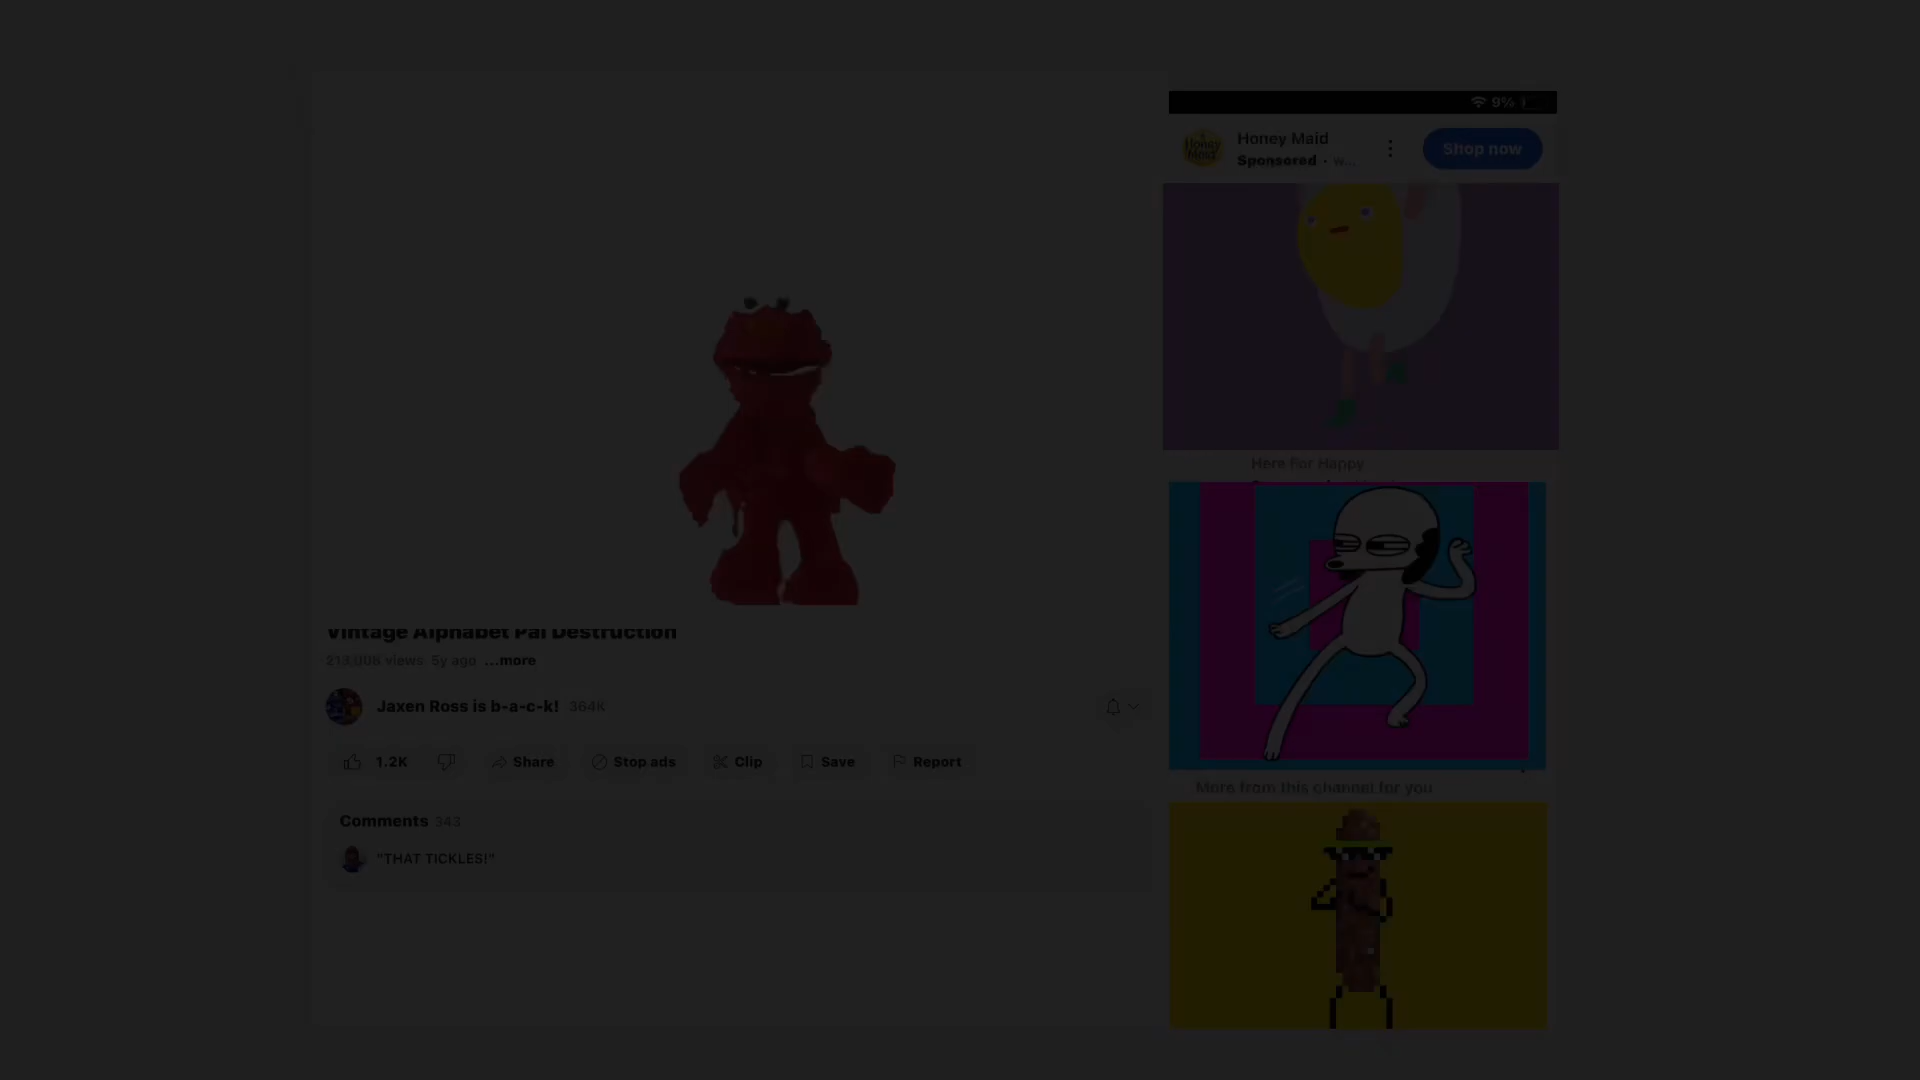 9%
Honey Maid
Honey Maid
Sponsored · w...
Shop now
Here For Happy
Vintage Alphabet Pal Destruction
213,008 views 5y ago ...more
Jaxen Ross is b-a-c-k! 364K
1.2K
Share
Stop ads
Clip
Save
Report
More from this channel for you
Comments 343
"THAT TICKLES!"